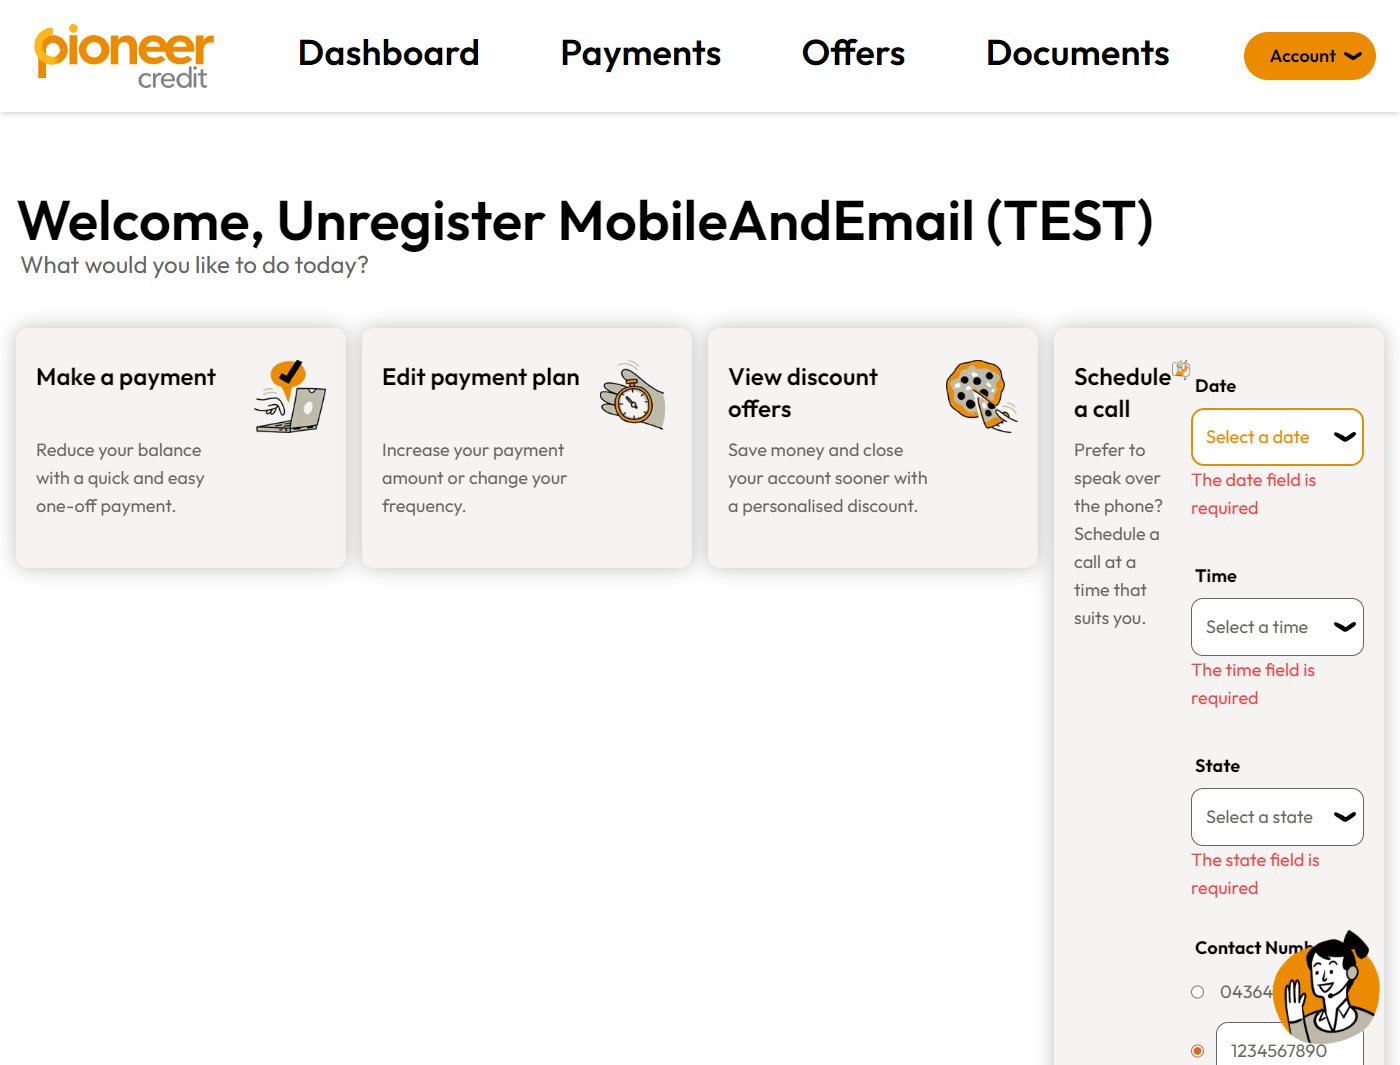 pioneer
credit
Dashboard
Payments
Offers
Documents
Account
Welcome, Unregister MobileAndEmail (TEST)
What would you like to do today?
Make a payment
Reduce your balance
with a quick and easy
one-off payment.
Edit payment plan
Increase your payment
amount or change your
frequency.
View discount
offers
Save money and close
your account sooner with
a personalised discount.
Schedule
a call
Prefer to
speak over
the phone?
Schedule a
call at a
time that
suits you.
Date
Select a date
The date field is
required
Time
Select a time
The time field is
required
State
Select a state
The state field is
required
Contact
04364
1234567890